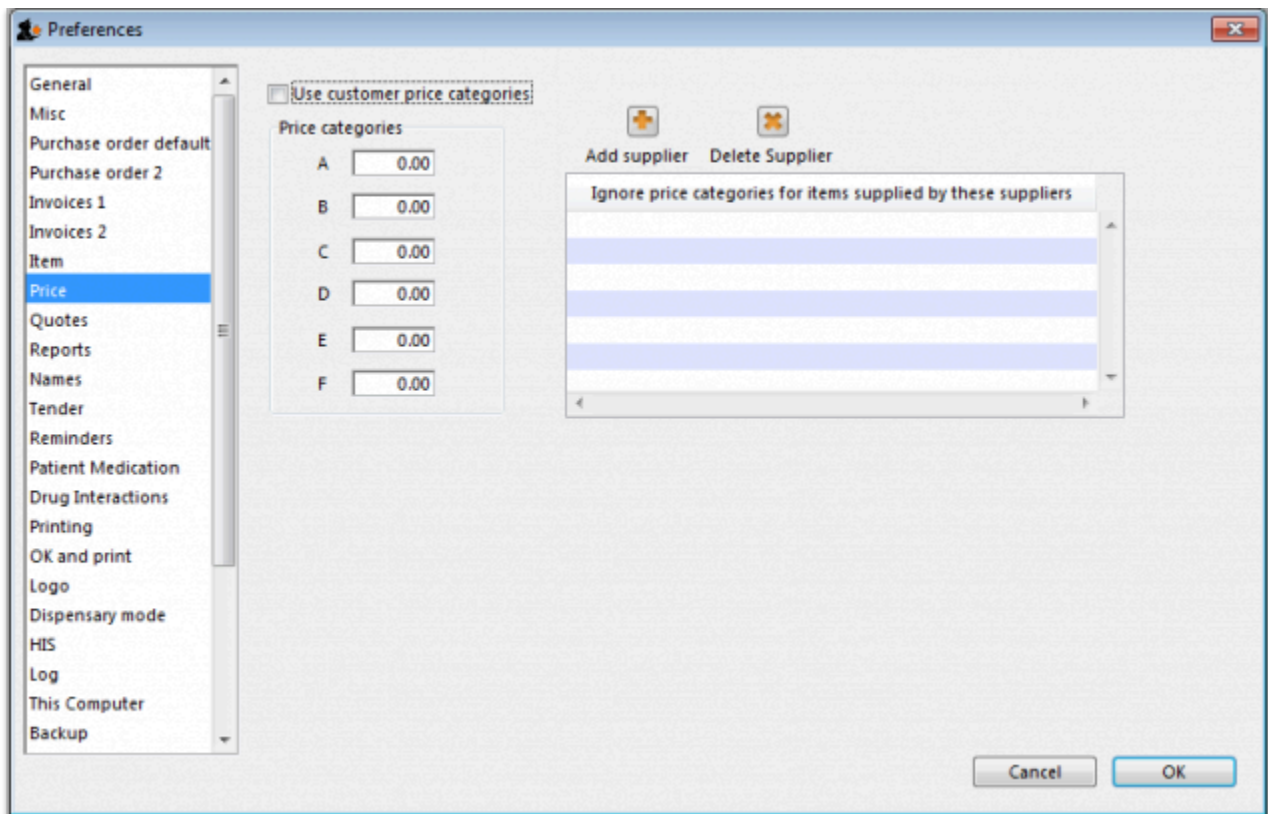 Preferences
General
Misc
Purchase order default
Purchase order 2
Invoices 1
Invoices 2
Item
Price
Quotes
Reports
Names
Tender
Reminders
Patient Medication
Drug Interactions
Printing
OK and print
Logo
Dispensary mode
HIS
Log
This Computer
Backup
Use customer price categories
Price categories
A 0.00
B 0.00
C 0.00
D 0.00
E 0.00
F 0.00
Add supplier Delete Supplier
Ignore price categories for items supplied by these suppliers
Cancel OK